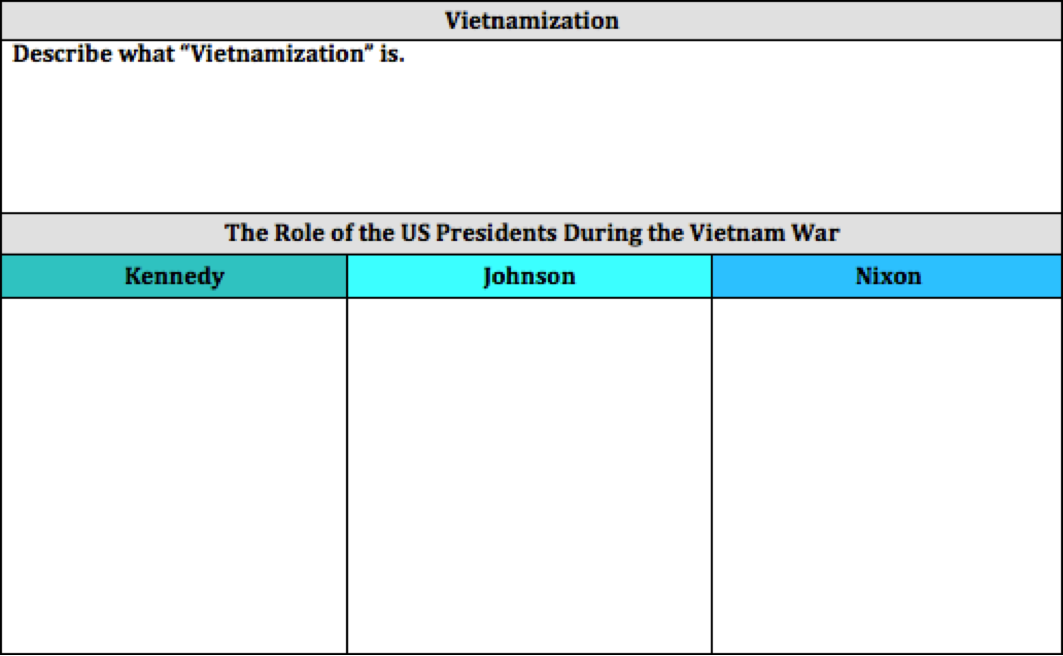 Vietnamization
Describe what “Vietnamization” is.
The Role of the US Presidents During the Vietnam War
Kennedy
Johnson
Nixon